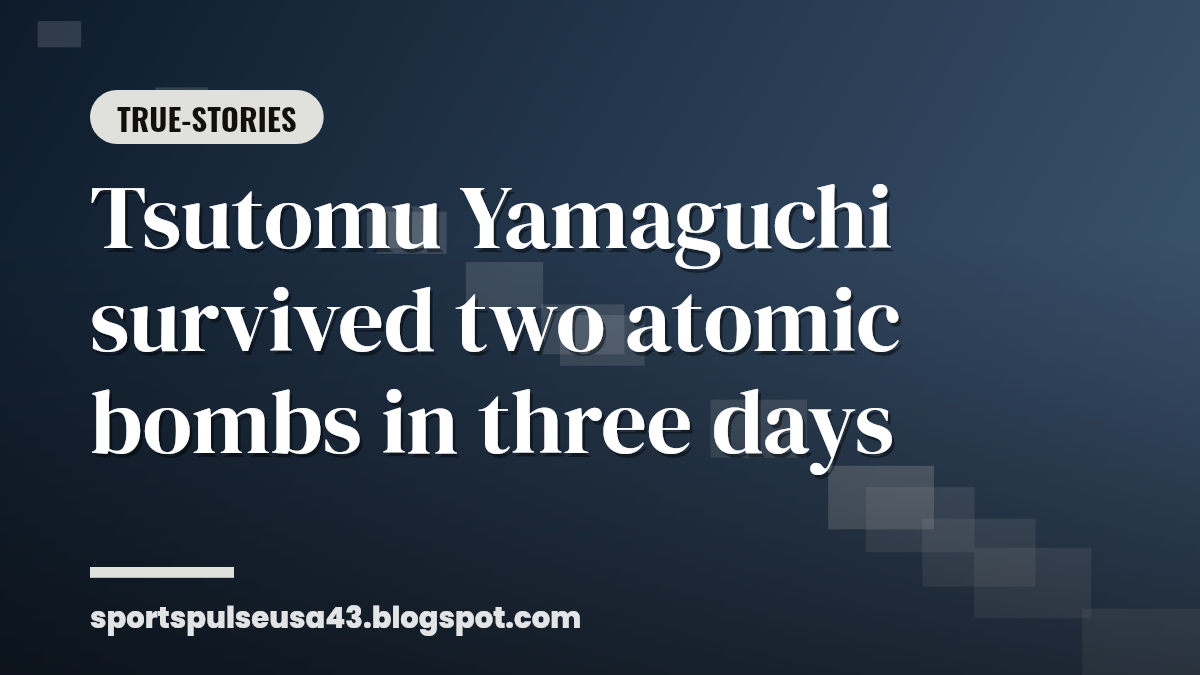 TRUE-STORIES
Tsutomu Yamaguchi
survived two atomic
bombs in three days
sportspulseusa43.blogspot.com